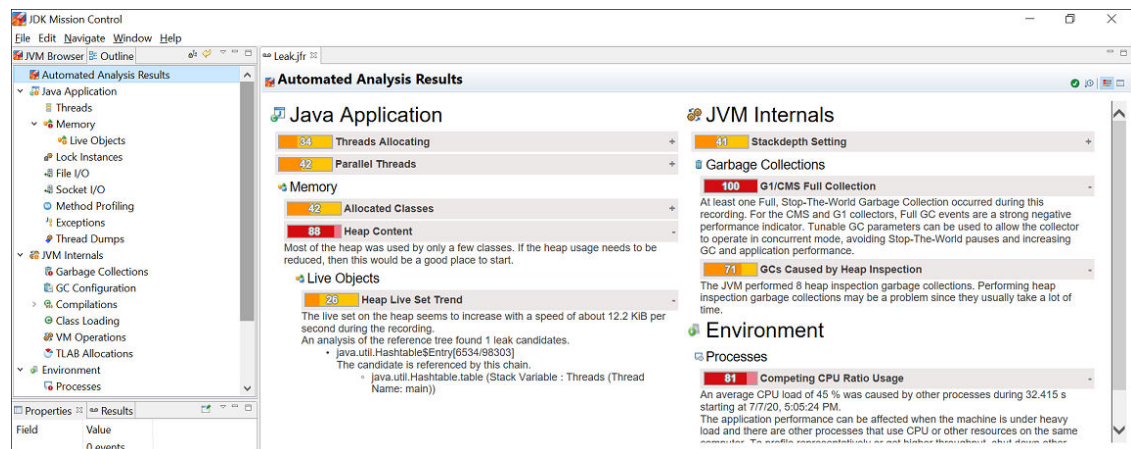 JDK Mission Control
File Edit Navigate Window Help
JVM Browser Outline
Automated Analysis Results
Java Application
Threads
Memory
Live Objects
Lock Instances
File I/O
Socket I/O
Method Profiling
Exceptions
Thread Dumps
JVM Internals
Garbage Collections
GC Configuration
Compilations
Class Loading
VM Operations
TLAB Allocations
Environment
Processes
Properties Results
Field Value
0 events
Leak.jfr
Automated Analysis Results
Java Application
34 Threads Allocating +
42 Parallel Threads +
Memory
42 Allocated Classes +
88 Heap Content -
Most of the heap was used by only a few classes. If the heap usage needs to be
reduced, then this would be a good place to start.
Live Objects
26 Heap Live Set Trend -
The live set on the heap seems to increase with a speed of about 12.2 KiB per
second during the recording.
An analysis of the reference tree found 1 leak candidates.
• java.util.Hashtable$Entry[6534/98303]
The candidate is referenced by this chain.
◦ java.util.Hashtable.table (Stack Variable : Threads (Thread
Name: main))
JVM Internals
41 Stackdepth Setting +
Garbage Collections
100 G1/CMS Full Collection -
At least one Full, Stop-The-World Garbage Collection occurred during this
recording. For the CMS and G1 collectors, Full GC events are a strong negative
performance indicator. Tunable GC parameters can be used to allow the collector
to operate in concurrent mode, avoiding Stop-The-World pauses and increasing
GC and application performance.
71 GCs Caused by Heap Inspection -
The JVM performed 8 heap inspection garbage collections. Performing heap
inspection garbage collections may be a problem since they usually take a lot of
time.
Environment
Processes
81 Competing CPU Ratio Usage -
An average CPU load of 45 % was caused by other processes during 32.415 s
starting at 7/7/20, 5:05:24 PM.
The application performance can be affected when the machine is under heavy
load and there are other processes that use CPU or other resources on the same
computer. To profile representatively or get higher throughput, shut down other